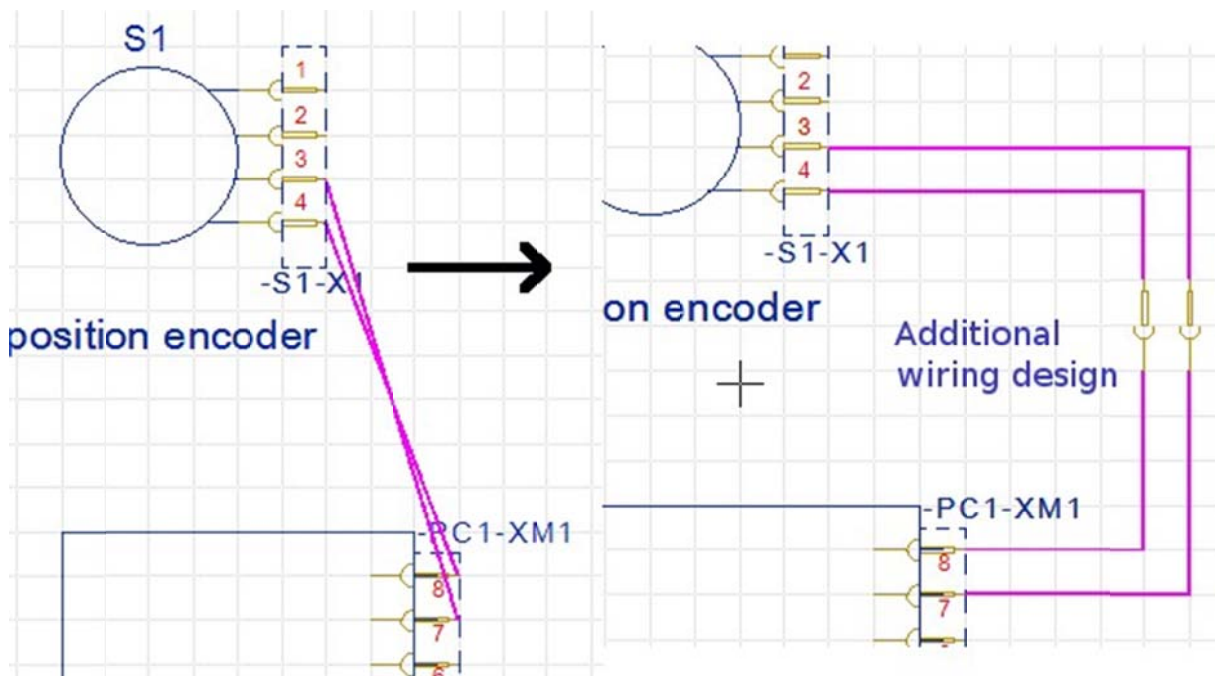 S1
1
2
3
4
-S1-X1
position encoder
-PC1-XM1
8
7
6
2
3
4
-S1-X1
on encoder
Additional
wiring design
-PC1-XM1
8
7